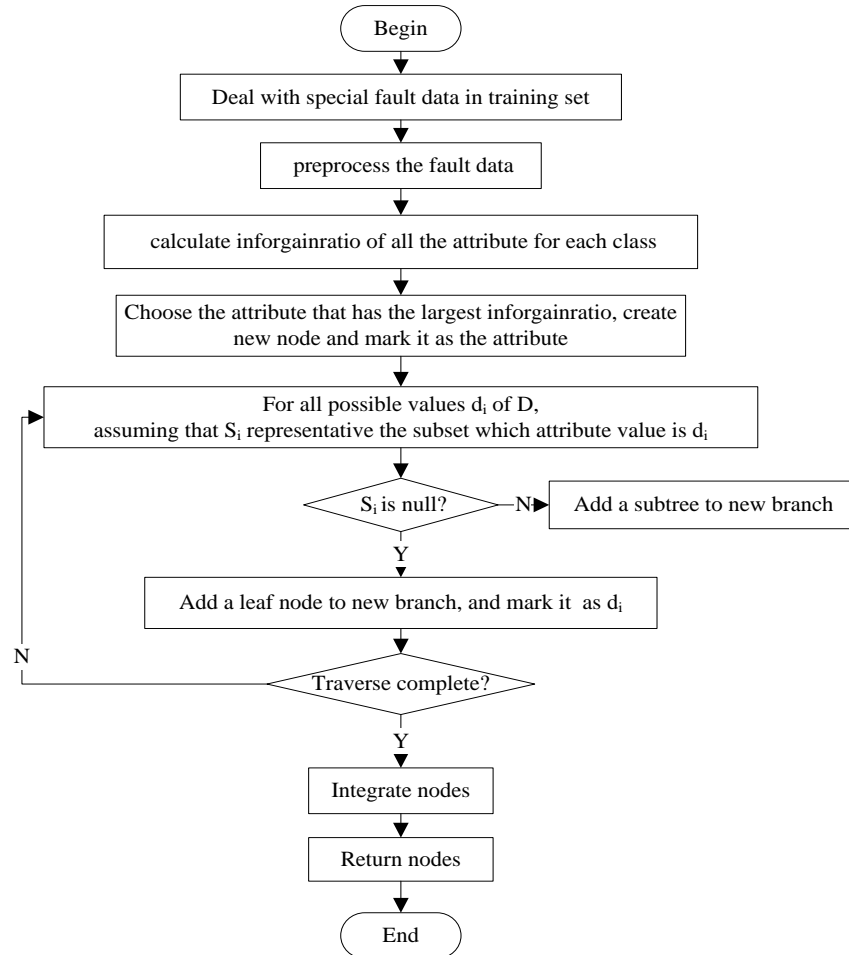 Begin
Deal with special fault data in training set
preprocess the fault data
calculate inforgainratio of all the attribute for each class
Choose the attribute that has the largest inforgainratio, create
new node and mark it as the attribute
For all possible values dᵢ of D,
assuming that Sᵢ representative the subset which attribute value is dᵢ
Sᵢ is null?
N
Add a subtree to new branch
Y
Add a leaf node to new branch, and mark it as dᵢ
N
Traverse complete?
Y
Integrate nodes
Return nodes
End